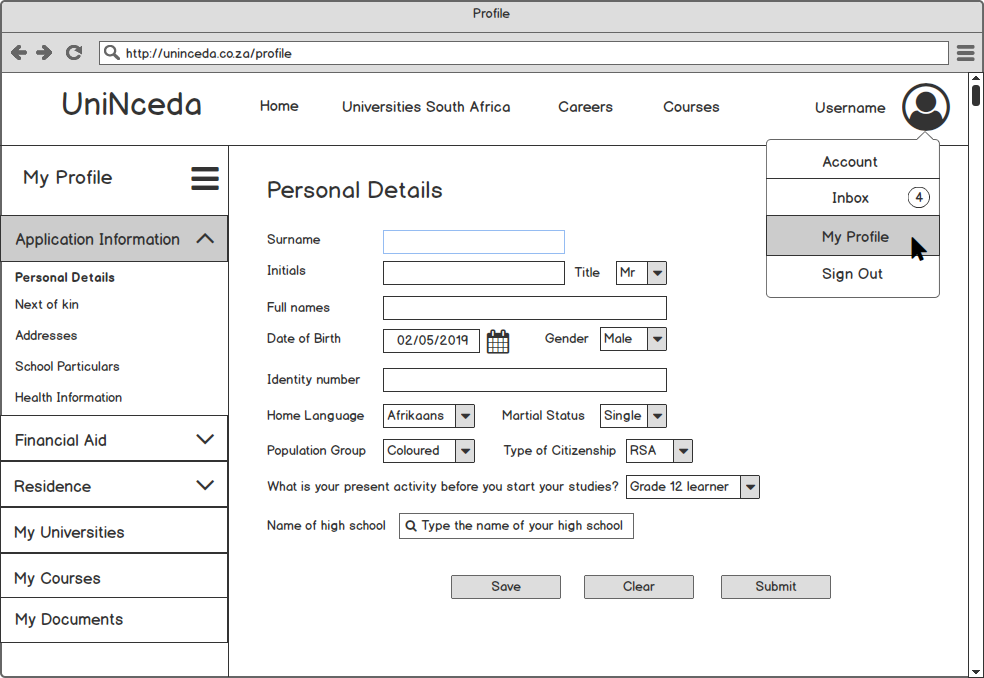 Profile
http://uninceda.co.za/profile
UniNceda Home Universities South Africa Careers Courses Username
Account
Inbox 4
My Profile
Sign Out
My Profile
Application Information
Personal Details
Next of kin
Addresses
School Particulars
Health Information
Financial Aid
Residence
My Universities
My Courses
My Documents
Personal Details
Surname
Initials Title Mr
Full names
Date of Birth 02/05/2019 Gender Male
Identity number
Home Language Afrikaans Martial Status Single
Population Group Coloured Type of Citizenship RSA
What is your present activity before you start your studies? Grade 12 learner
Name of high school Type the name of your high school
Save Clear Submit